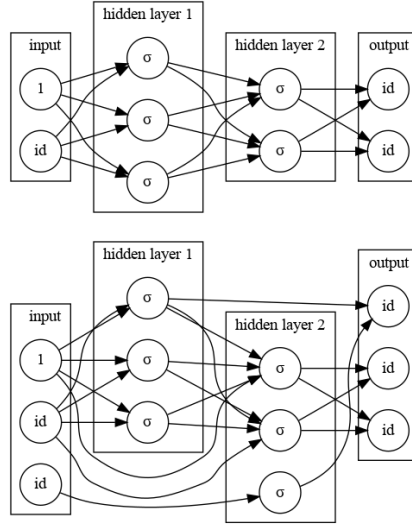 hidden layer 1
input
hidden layer 2
output
σ
1
σ
id
σ
id
σ
id
σ
hidden layer 1
output
input
σ
id
hidden layer 2
1
σ
σ
id
id
σ
σ
id
id
σ